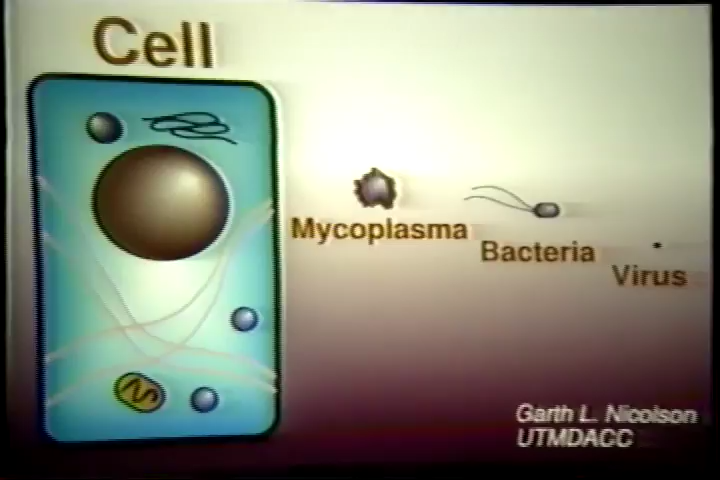 Cell
Mycoplasma
Bacteria
Virus
Garth L. Nicolson
UTMDACC